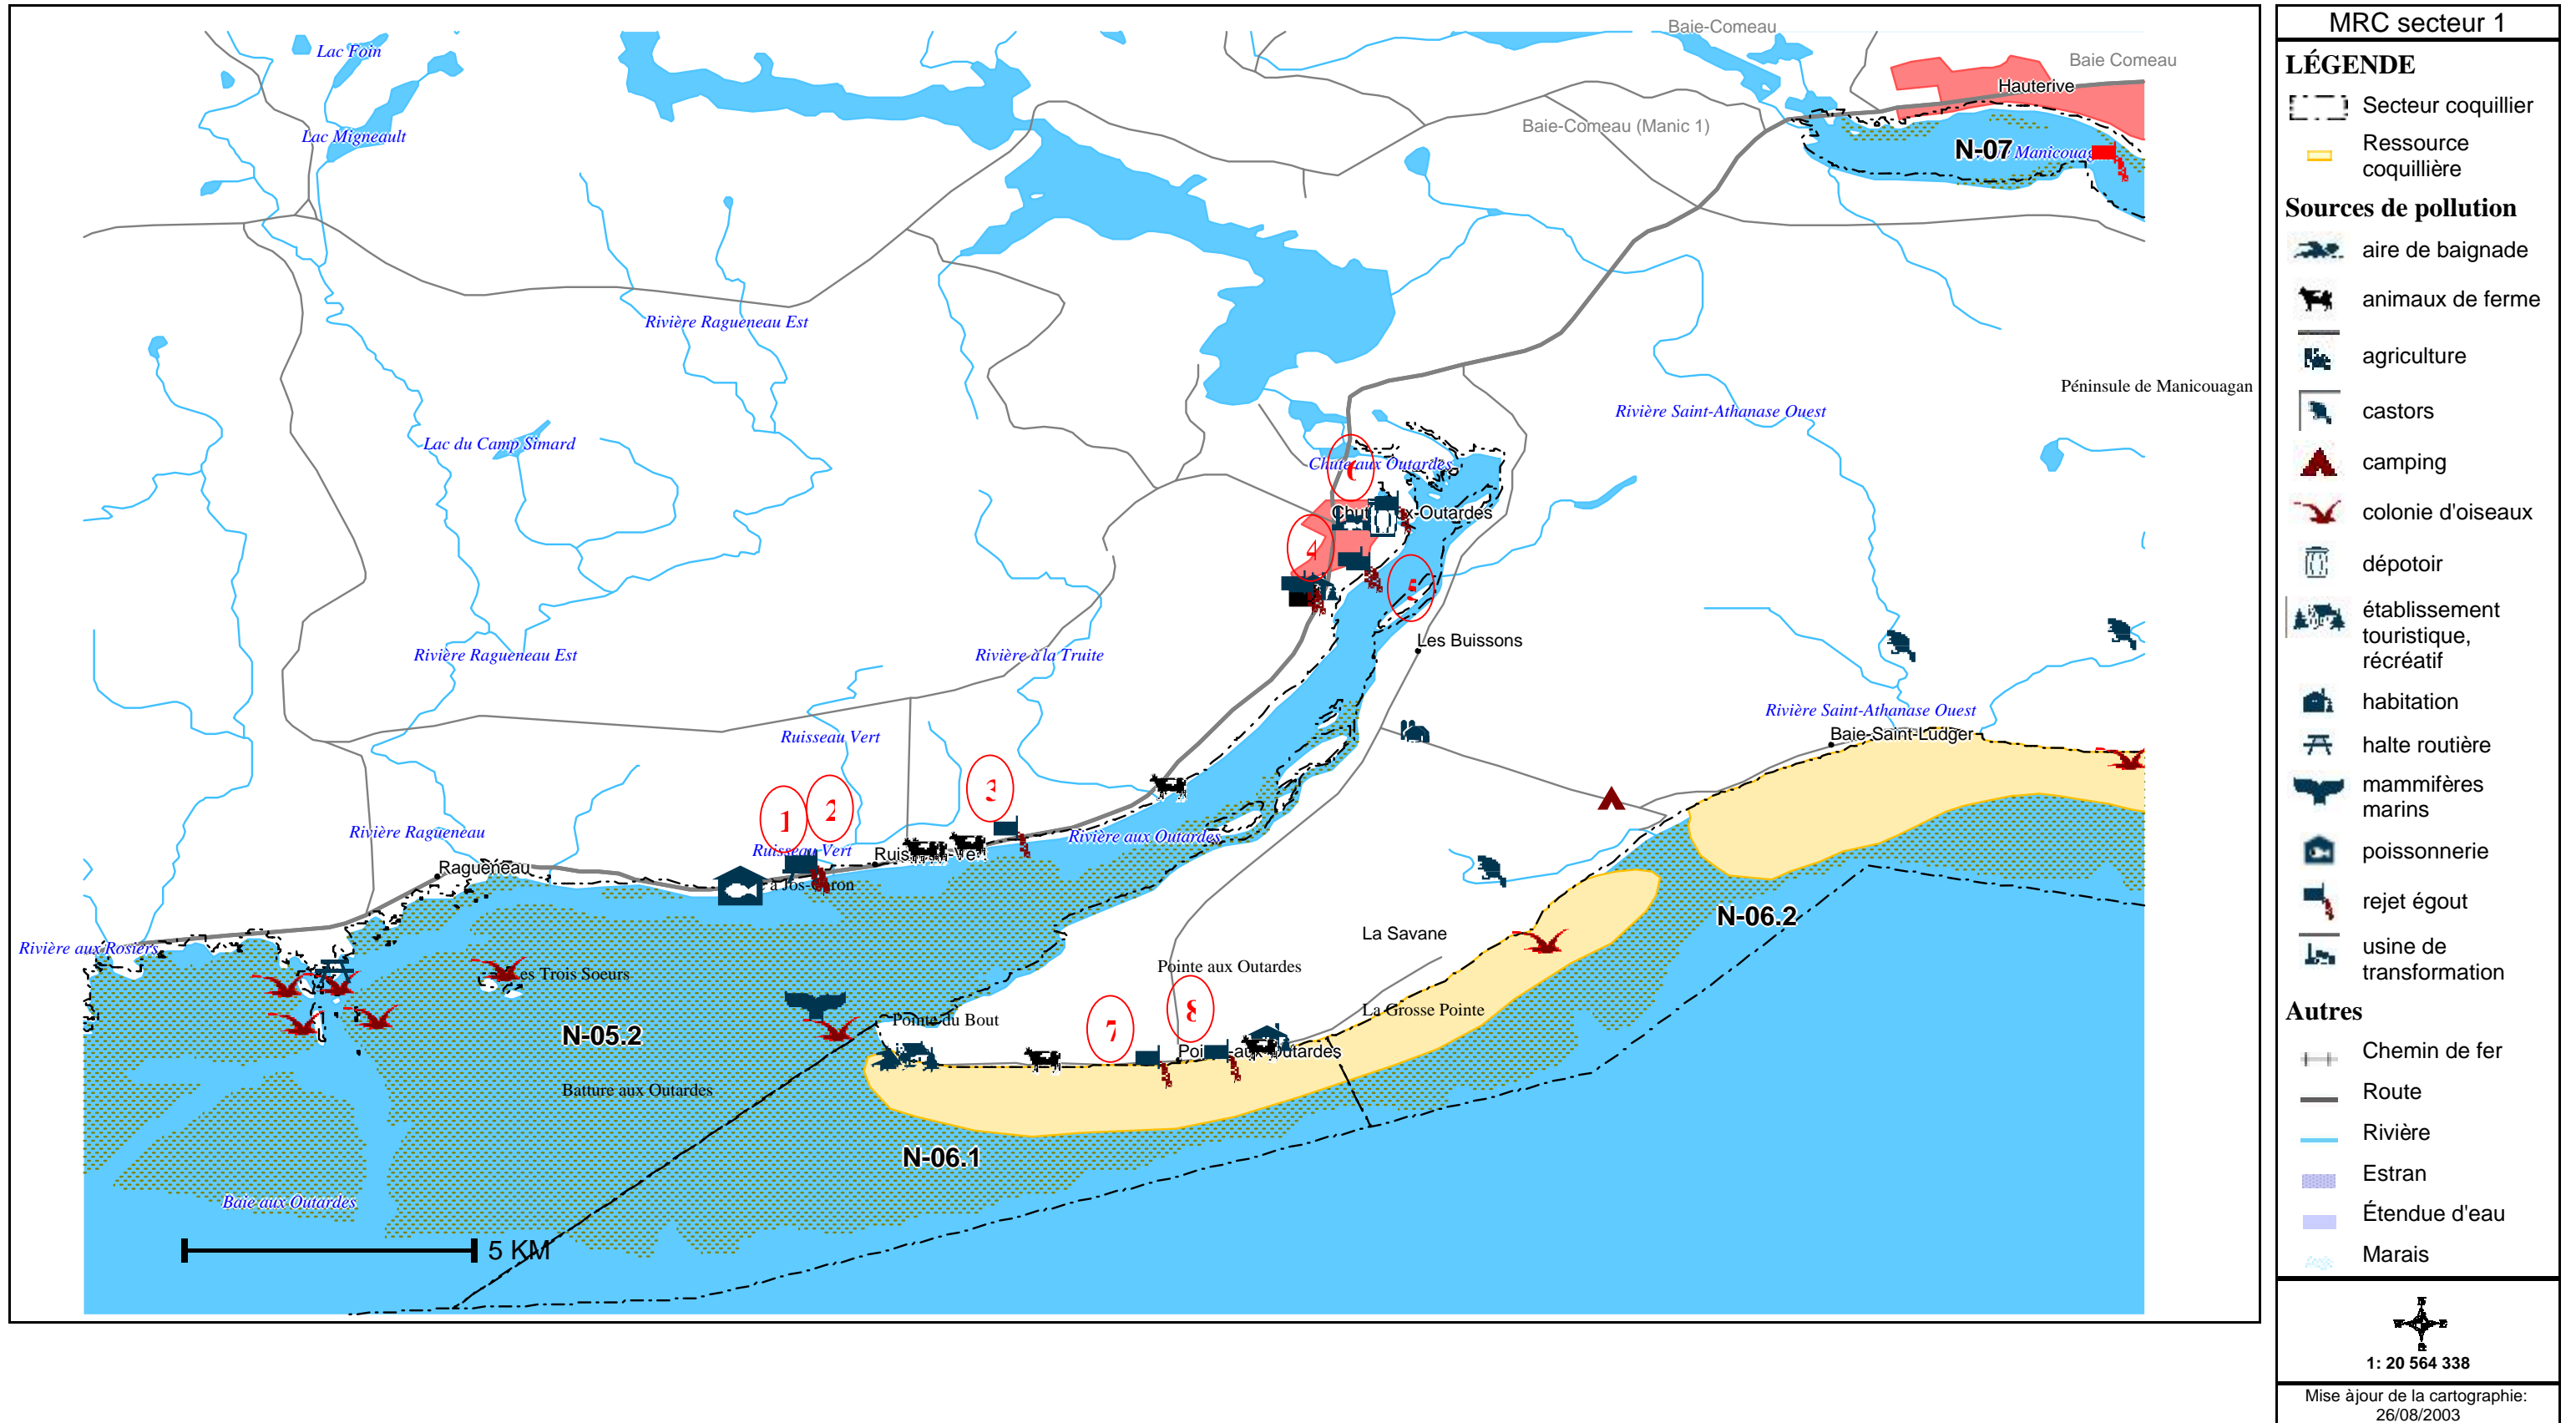 Baie-Comeau
Lac Foin
Baie Comeau
Hauterive
Baie-Comeau (Manic 1)
Lac Migneault
N-07
Rivière Ragueneau Est
Péninsule de Manicouagan
Rivière Saint-Athanase Ouest
Lac du Camp Simard
6
Chute aux Outardes
4
5
Les Buissons
Rivière Ragueneau Est
Rivière à la Truite
Rivière Saint-Athanase Ouest
Baie-Saint-Ludger
Ruisseau Vert
1
2
3
Rivière Ragueneau
Rivière aux Outardes
Ruisseau Vert
Ragueneau
N-06.2
La Savane
Rivière aux Rosiers
Pointe aux Outardes
Les Trois Soeurs
La Grosse Pointe
Pointe du Bout
7
8
N-05.2
Batture aux Outardes
N-06.1
Baie aux Outardes
5 KM
MRC secteur 1
LÉGENDE
Secteur coquillier
Ressource
coquillière
Sources de pollution
aire de baignade
animaux de ferme
agriculture
castors
camping
colonie d'oiseaux
dépotoir
établissement
touristique,
récréatif
habitation
halte routière
mammifères
marins
poissonnerie
rejet égout
usine de
transformation
Autres
Chemin de fer
Route
Rivière
Estran
Étendue d'eau
Marais
1: 20 564 338
Mise àjour de la cartographie:
26/08/2003